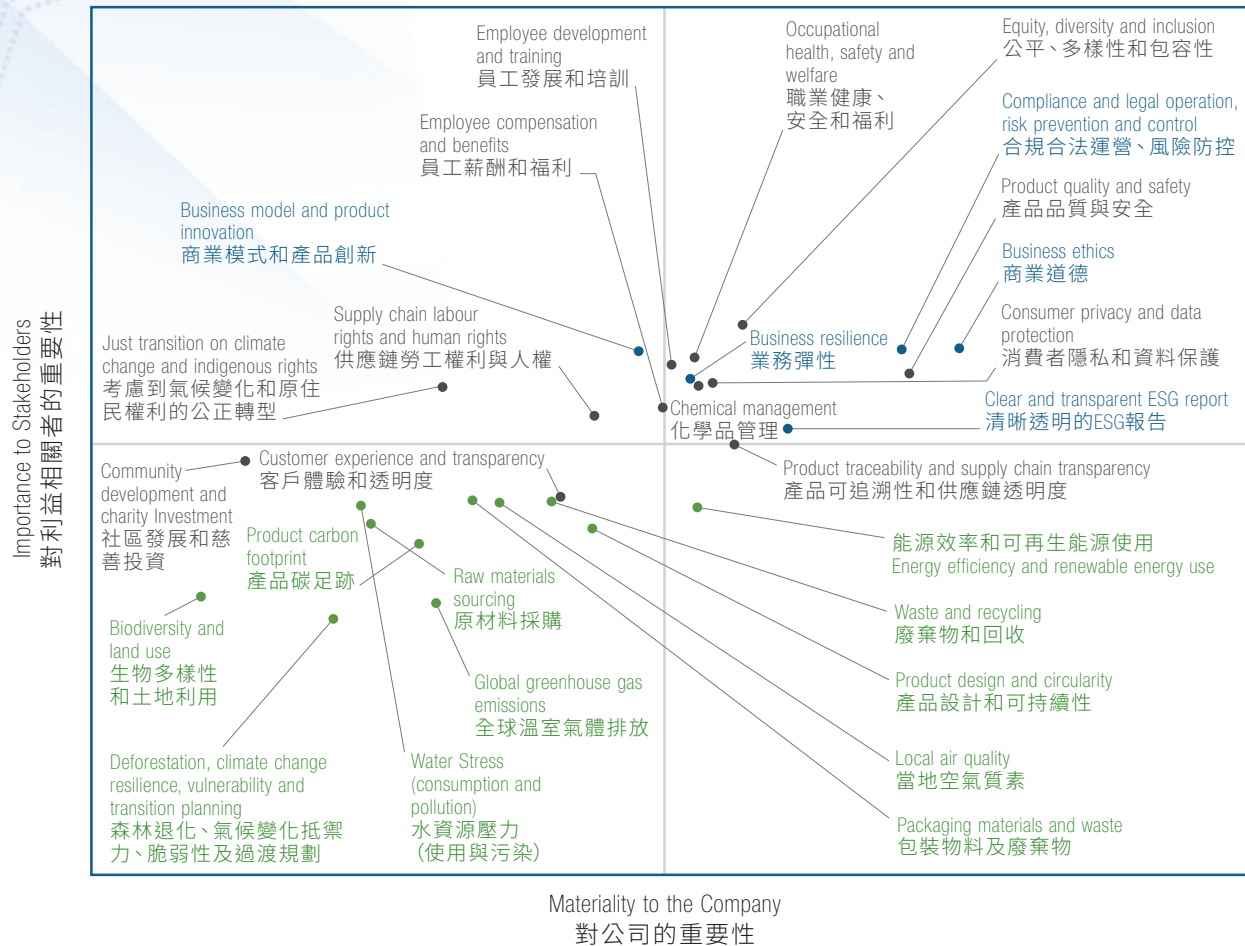 Employee development
and training
員工發展和培訓
Occupational
health, safety and
welfare
職業健康、
安全和福利
Equity, diversity and inclusion
公平、多樣性和包容性
Employee compensation
and benefits
員工薪酬和福利
Compliance and legal operation,
risk prevention and control
合規合法運營、風險防控
Product quality and safety
產品品質與安全
Business model and product
innovation
商業模式和產品創新
Business ethics
商業道德
Supply chain labour
rights and human rights
供應鏈勞工權利與人權
Business resilience
業務彈性
Consumer privacy and data
protection
消費者隱私和資料保護
Just transition on climate
change and indigenous rights
考慮到氣候變化和原住
民權利的公正轉型
Chemical management
化學品管理
Clear and transparent ESG report
清晰透明的ESG報告
Importance to Stakeholders
對利益相關者的重要性
Community
development and
charity Investment
社區發展和慈
善投資
Customer experience and transparency
客戶體驗和透明度
Product traceability and supply chain transparency
產品可追溯性和供應鏈透明度
Product carbon
footprint
產品碳足跡
Raw materials
sourcing
原材料採購
能源效率和可再生能源使用
Energy efficiency and renewable energy use
Biodiversity and
land use
生物多樣性
和土地利用
Waste and recycling
廢棄物和回收
Global greenhouse gas
emissions
全球溫室氣體排放
Product design and circularity
產品設計和可持續性
Deforestation, climate change
resilience, vulnerability and
transition planning
森林退化、氣候變化抵禦
力、脆弱性及過渡規劃
Water Stress
(consumption and
pollution)
水資源壓力
（使用與污染）
Local air quality
當地空氣質素
Packaging materials and waste
包裝物料及廢棄物
Materiality to the Company
對公司的重要性